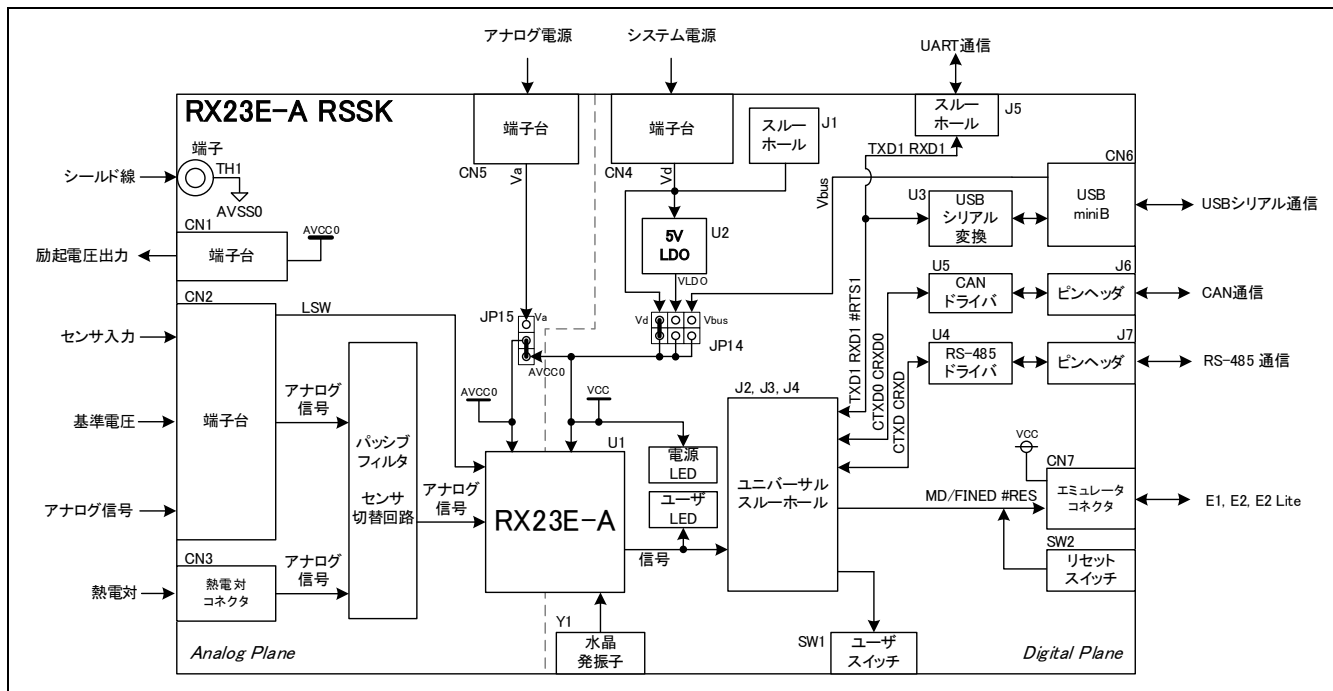 アナログ電源
システム電源
UART通信
RX23E-A RSSK
端子台
CN5
Va
端子台
CN4
Vd
スルー
ホール
J1
スルー
ホール
J5
TXD1 RXD1
端子
TH1
AVSS0
シールド線
CN1
端子台
AVCC0
励起電圧出力
Vbus
U3
USB
シリアル
変換
CN6
USB
miniB
USBシリアル通信
5V
LDO
U2
VLDO
U5
CAN
ドライバ
J6
ピンヘッダ
CAN通信
CN2
LSW
センサ入力
端子台
基準電圧
アナログ信号
アナログ
信号
JP15
Va
AVCC0
Vd
Vbus
JP14
U4
RS-485
ドライバ
J7
ピンヘッダ
RS-485 通信
TXD1 RXD1 #RTS1
CTXD0 CRXD0
CTXD CRXD
AVCC0
VCC
J2, J3, J4
ユニバーサル
スルーホール
パッシブ
フィルタ
センサ
切替回路
アナログ
信号
U1
RX23E-A
電源
LED
ユーザ
LED
信号
VCC
CN7
エミュレータ
コネクタ
MD/FINED #RES
E1, E2, E2 Lite
SW2
リセット
スイッチ
CN3
熱電対
コネクタ
アナログ
信号
熱電対
Y1
水晶
発振子
SW1
ユーザ
スイッチ
Analog Plane
Digital Plane